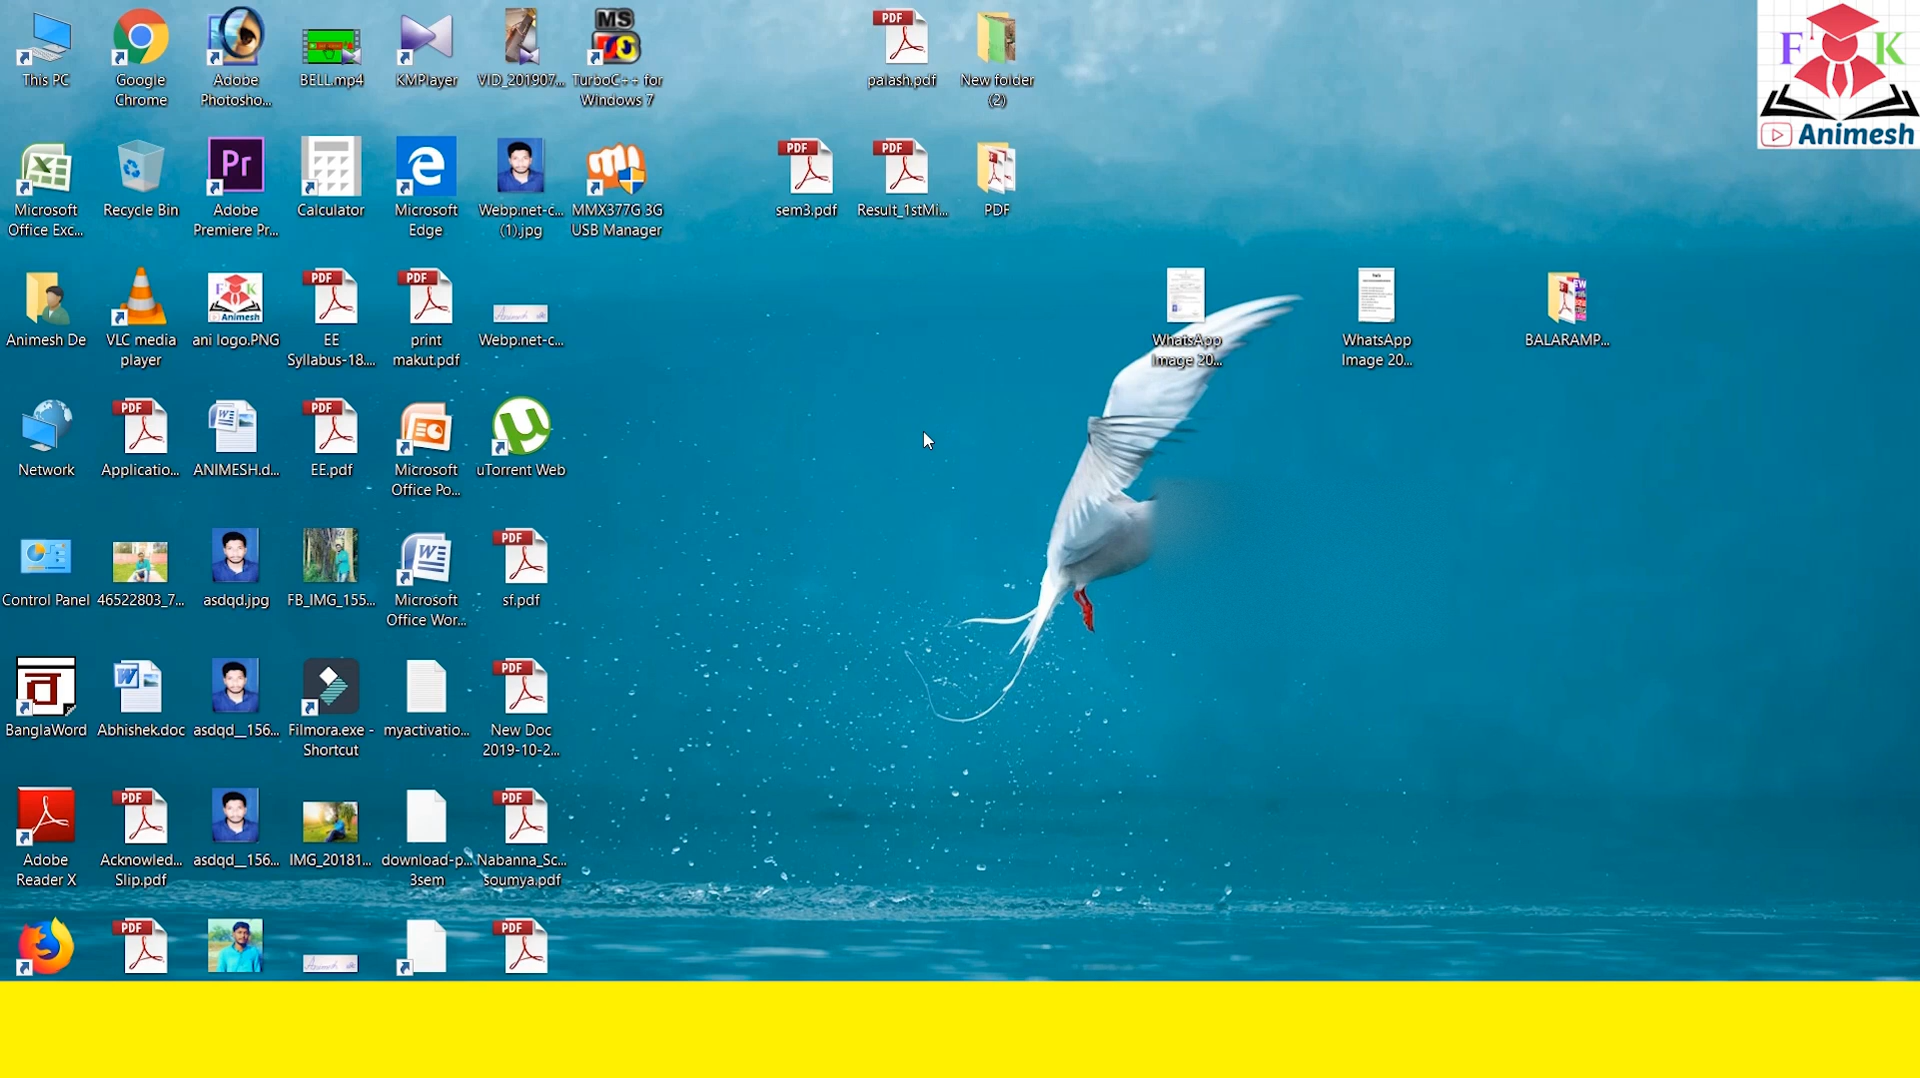 This PC
Google
Chrome
Adobe
Photosho...
BELL.mp4
KMPlayer
VID_201907...
MS
TurboC++ for
Windows 7
PDF
palash.pdf
New folder
(2)
F K
Animesh
Microsoft
Office Exc...
Recycle Bin
Pr
Adobe
Premiere Pr...
Calculator
Microsoft
Edge
Webp.net-c...
(1).jpg
MMX377G 3G
USB Manager
PDF
sem3.pdf
PDF
Result_1stMi...
PDF
Animesh De
VLC media
player
F K
Animesh
ani logo.PNG
PDF
EE
Syllabus-18....
PDF
print
makut.pdf
Webp.net-c...
WhatsApp
Image 20...
WhatsApp
Image 20...
BALARAMP...
Network
PDF
Applicatio...
W
ANIMESH.d...
PDF
EE.pdf
Microsoft
Office Po...
µ
uTorrent Web
Control Panel
46522803_7...
asdqd.jpg
FB_IMG_155...
W
Microsoft
Office Wor...
PDF
sf.pdf
BanglaWord
W
Abhishek.doc
asdqd__156...
Filmora.exe -
Shortcut
myactivatio...
PDF
New Doc
2019-10-2...
Adobe
Reader X
PDF
Acknowled...
Slip.pdf
asdqd__156...
IMG_20181...
download-p...
3sem
PDF
Nabanna_Sc...
soumya.pdf
PDF
PDF